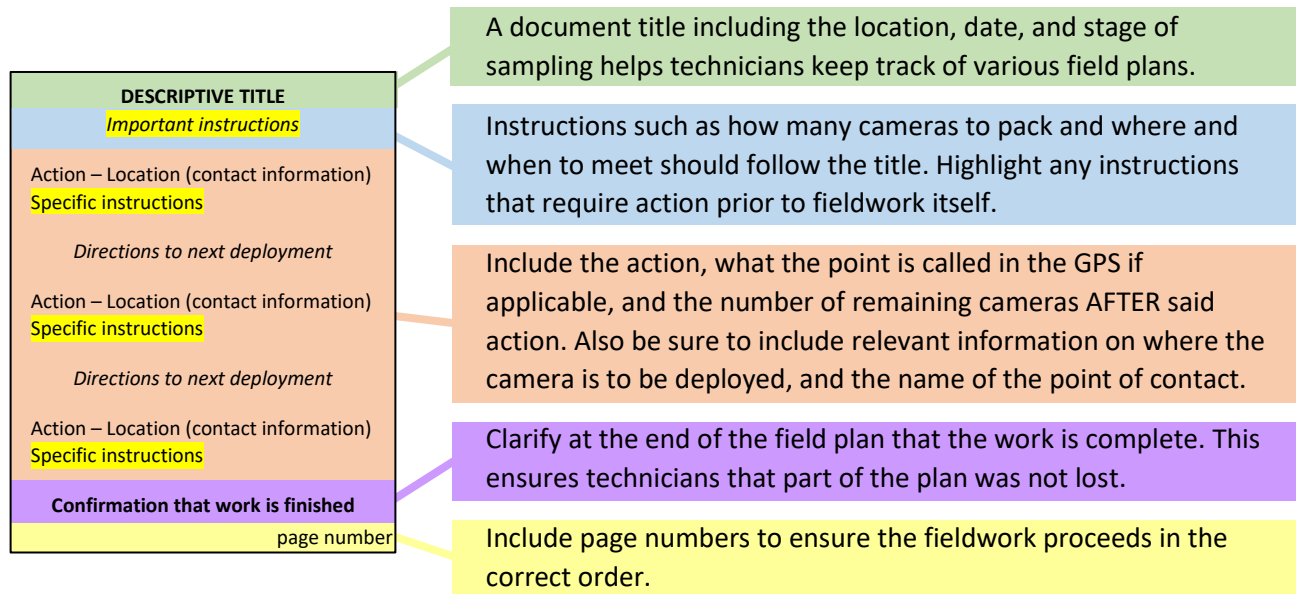 DESCRIPTIVE TITLE
Important instructions
Action – Location (contact information)
Specific instructions
Directions to next deployment
Action – Location (contact information)
Specific instructions
Directions to next deployment
Action – Location (contact information)
Specific instructions
Confirmation that work is finished
page number
A document title including the location, date, and stage of
sampling helps technicians keep track of various field plans.
Instructions such as how many cameras to pack and where and
when to meet should follow the title. Highlight any instructions
that require action prior to fieldwork itself.
Include the action, what the point is called in the GPS if
applicable, and the number of remaining cameras AFTER said
action. Also be sure to include relevant information on where the
camera is to be deployed, and the name of the point of contact.
Clarify at the end of the field plan that the work is complete. This
ensures technicians that part of the plan was not lost.
Include page numbers to ensure the fieldwork proceeds in the
correct order.